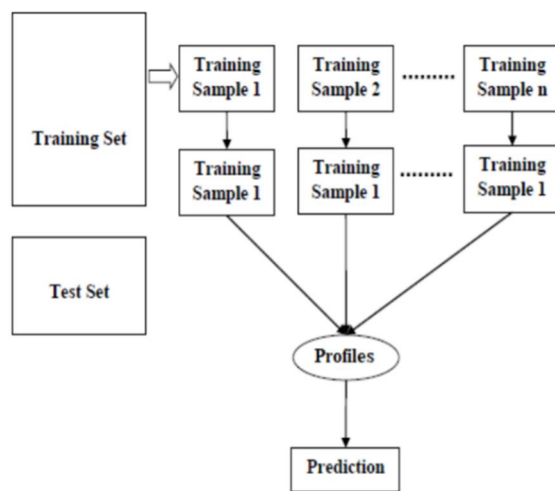 Training
Sample 1
Training
Sample 2
.........
Training
Sample n
Training Set
Training
Sample 1
Training
Sample 1
.........
Training
Sample 1
Test Set
Profiles
Prediction